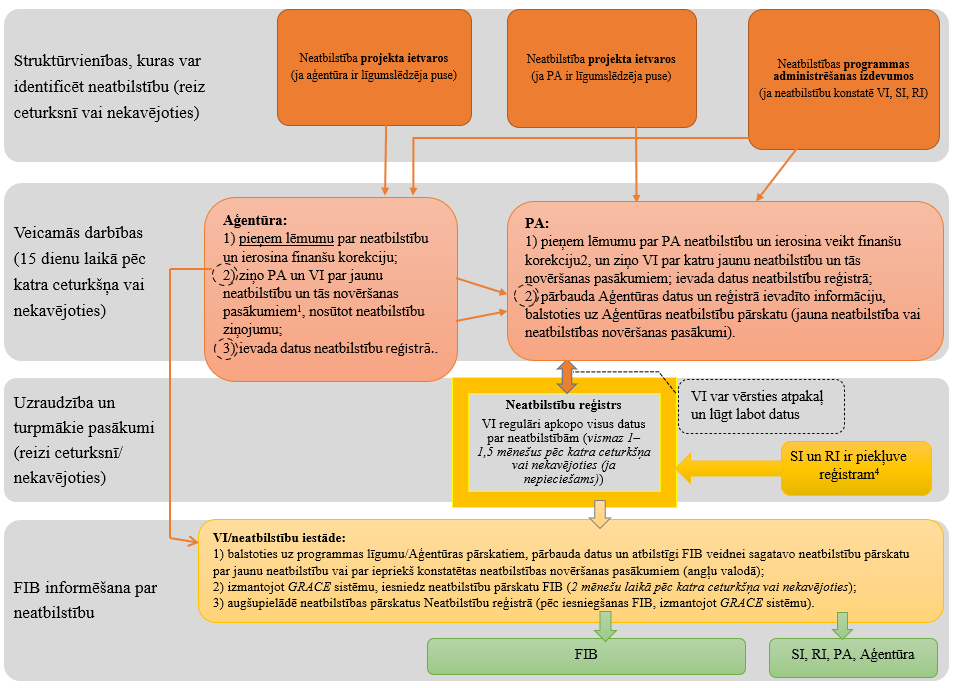 Struktūrvienības, kuras var
identificēt neatbilstību (reiz
ceturksnī vai nekavējoties)
Neatbilstība projekta ietvaros
(ja aģentūra ir līgumslēdzēja puse)
Neatbilstība projekta ietvaros
(ja PA ir līgumslēdzēja puse)
Neatbilstības programmas
administrēšanas izdevumos
(ja neatbilstību konstatē VI, SI, RI)
Veicamās darbības
(15 dienu laikā pēc
katra ceturkšņa vai
nekavējoties)
Aģentūra:
1) pieņem lēmumu par neatbilstību
un ierosina finanšu korekciju;
2) ziņo PA un VI par jaunu
neatbilstību un tās novēršanas
pasākumiem¹, nosūtot neatbilstību
ziņojumu;
3) ievada datus neatbilstību reģistrā..
PA:
1) pieņem lēmumu par PA neatbilstību un ierosina veikt finanšu
korekciju2, un ziņo VI par katru jaunu neatbilstību un tās
novēršanas pasākumiem; ievada datus neatbilstību reģistrā;
2) pārbauda Aģentūras datus un reģistrā ievadīto informāciju,
balstoties uz Aģentūras neatbilstību pārskatu (jauna neatbilstība vai
neatbilstības novēršanas pasākumi).
Uzraudzība un
turpmākie pasākumi
(reizi ceturksnī/
nekavējoties)
Neatbilstību reģistrs
VI regulāri apkopo visus datus
par neatbilstībām (vismaz 1–
1,5 mēnešus pēc katra ceturkšņa
vai nekavējoties (ja
nepieciešams))
VI var vērsties atpakaļ
un lūgt labot datus
SI un RI ir piekļuve
reģistram⁴
FIB informēšana par
neatbilstību
VI/neatbilstību iestāde:
1) balstoties uz programmas līgumu/Aģentūras pārskatiem, pārbauda datus un atbilstīgi FIB veidnei sagatavo neatbilstību pārskatu
par jaunu neatbilstību vai par iepriekš konstatētas neatbilstības novēršanas pasākumiem (angļu valodā);
2) izmantojot GRACE sistēmu, iesniedz neatbilstību pārskatu FIB (2 mēnešu laikā pēc katra ceturkšņa vai nekavējoties);
3) augšupielādē neatbilstības pārskatus Neatbilstību reģistrā (pēc iesniegšanas FIB, izmantojot GRACE sistēmu).
FIB
SI, RI, PA, Aģentūra